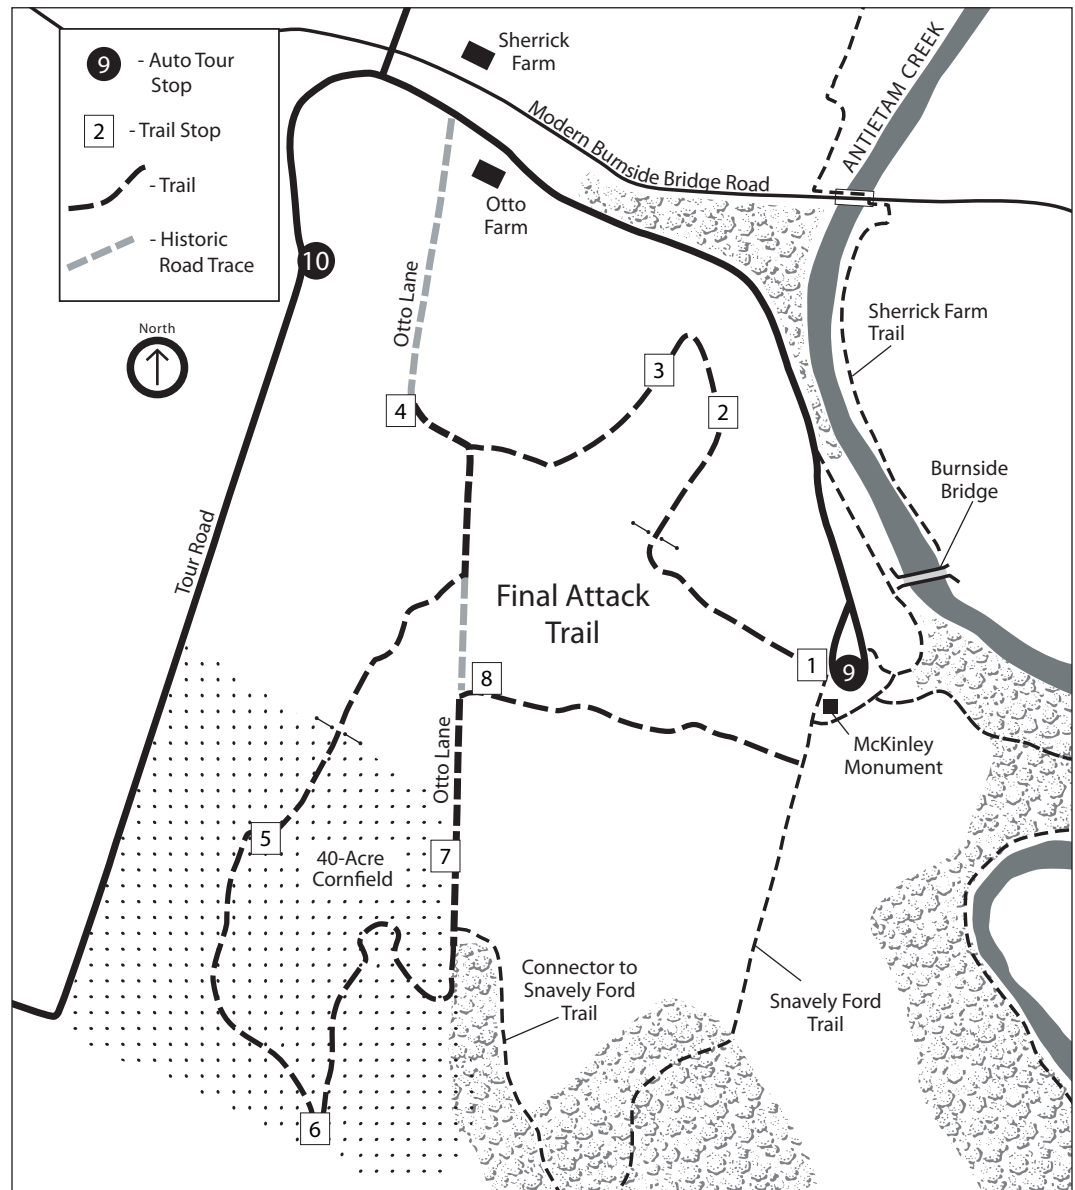 9
- Auto Tour
Stop
2
- Trail Stop
- Trail
- Historic
Road Trace
North
Sherrick
Farm
Modern Burnside Bridge Road
ANTIETAM CREEK
Otto
Farm
10
Otto Lane
Sherrick Farm
Trail
3
4
2
Burnside
Bridge
Tour Road
Final Attack
Trail
1
9
8
McKinley
Monument
Otto Lane
5
40-Acre
Cornfield
7
Connector to
Snavely Ford
Trail
Snavely Ford
Trail
6